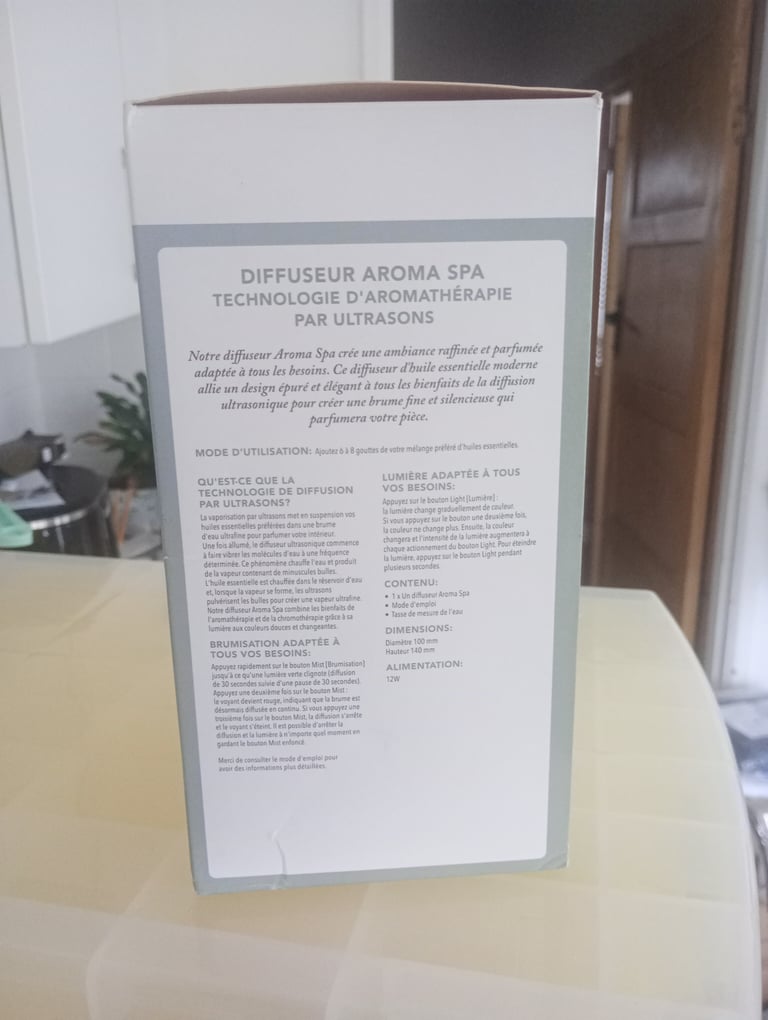 DIFFUSEUR AROMA SPA
TECHNOLOGIE D'AROMATHÉRAPIE
PAR ULTRASONS
Notre diffuseur Aroma Spa crée une ambiance raffinée et parfumée
adaptée à tous les besoins. Ce diffuseur d'huile essentielle moderne
allie un design épuré et élégant à tous les bienfaits de la diffusion
ultrasonique pour créer une brume fine et silencieuse qui
parfumera votre pièce.
MODE D'UTILISATION: Ajoutez 6 à 8 gouttes de votre mélange préféré d'huiles essentielles.
QU'EST-CE QUE LA
TECHNOLOGIE DE DIFFUSION
PAR ULTRASONS?
La vaporisation par ultrasons met en suspension vos
huiles essentielles préférées dans une brume
d'eau ultrafine pour parfumer votre intérieur.
Une fois allumé, le diffuseur ultrasonique commence
à faire vibrer les molécules d'eau à une fréquence
déterminée. Ce phénomène chauffe l'eau et produit
de la vapeur contenant de minuscules bulles.
L'huile essentielle est chauffée dans le réservoir d'eau
et, lorsque la vapeur se forme, les ultrasons
pulvérisent les bulles pour créer une vapeur ultrafine.
Notre diffuseur Aroma Spa combine les bienfaits de
l'aromathérapie et de la chromothérapie grâce à sa
lumière aux couleurs douces et changeantes.
BRUMISATION ADAPTÉE À
TOUS VOS BESOINS:
Appuyez rapidement sur le bouton Mist [Brumisation]
jusqu'à ce qu'une lumière verte clignote (diffusion
de 30 secondes suivie d'une pause de 30 secondes).
Appuyez une deuxième fois sur le bouton Mist :
le voyant devient rouge, indiquant que la brume est
désormais diffusée en continu. Si vous appuyez une
troisième fois sur le bouton Mist, la diffusion s'arrête
et le voyant s'éteint. Il est possible d'arrêter la
diffusion et la lumière à n'importe quel moment en
gardant le bouton Mist enfoncé.
Merci de consulter le mode d'emploi pour
avoir des informations plus détaillées.
LUMIÈRE ADAPTÉE À TOUS
VOS BESOINS:
Appuyez sur le bouton Light [Lumière] :
la lumière change graduellement de couleur.
Si vous appuyez sur le bouton une deuxième fois,
la couleur ne change plus. Ensuite, la couleur
changera et l'intensité de la lumière augmentera à
chaque actionnement du bouton Light. Pour éteindre
la lumière, appuyez sur le bouton Light pendant
plusieurs secondes.
CONTENU:
• 1 x Un diffuseur Aroma Spa
• Mode d'emploi
• Tasse de mesure de l'eau
DIMENSIONS:
Diamètre 100 mm
Hauteur 140 mm
ALIMENTATION:
12W